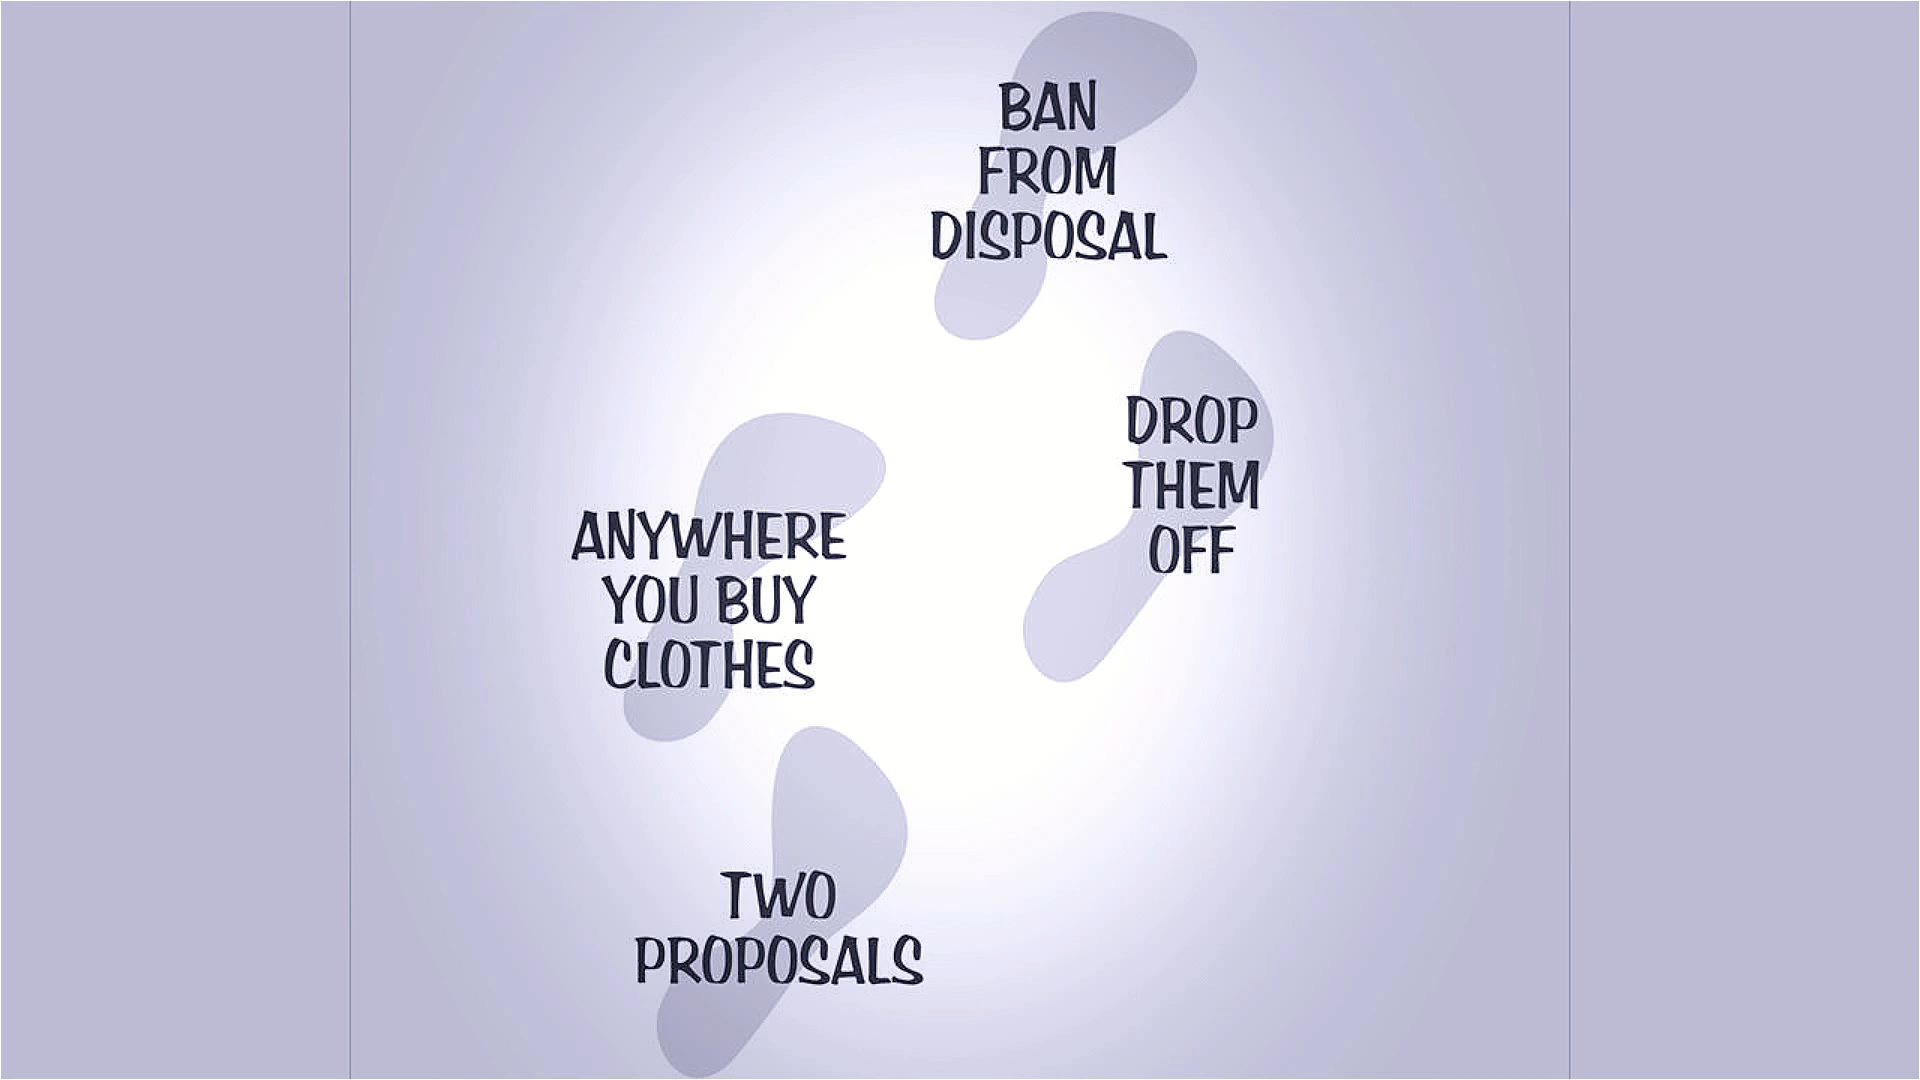 BAN
FROM
DISPOSAL
DROP
THEM
OFF
ANYWHERE
YOU BUY
CLOTHES
TWO
PROPOSALS